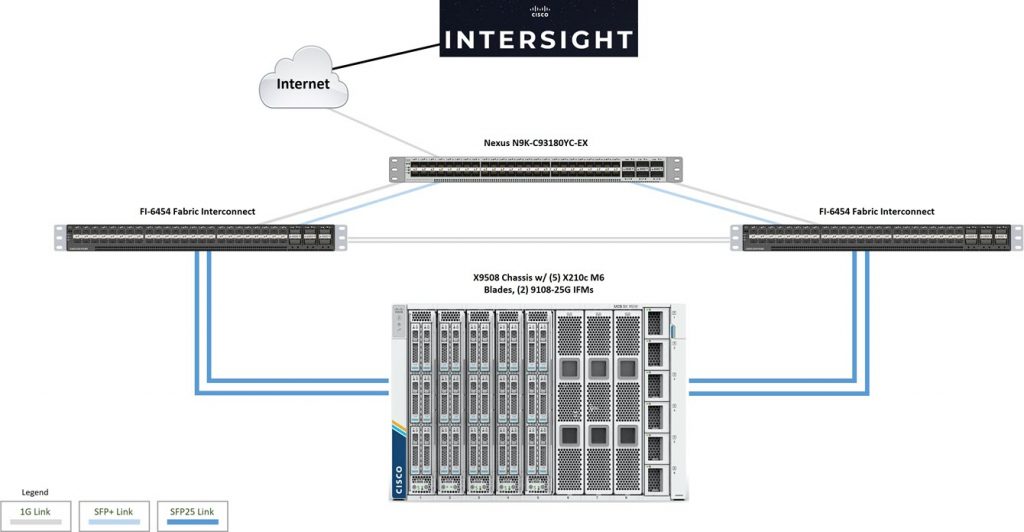 CISCO
INTERSIGHT
Internet
Nexus N9K-C93180YC-EX
FI-6454 Fabric Interconnect
FI-6454 Fabric Interconnect
X9508 Chassis w/ (5) X210c M6
Blades, (2) 9108-25G IFMs
CISCO
Legend
1G Link
SFP+ Link
SFP25 Link